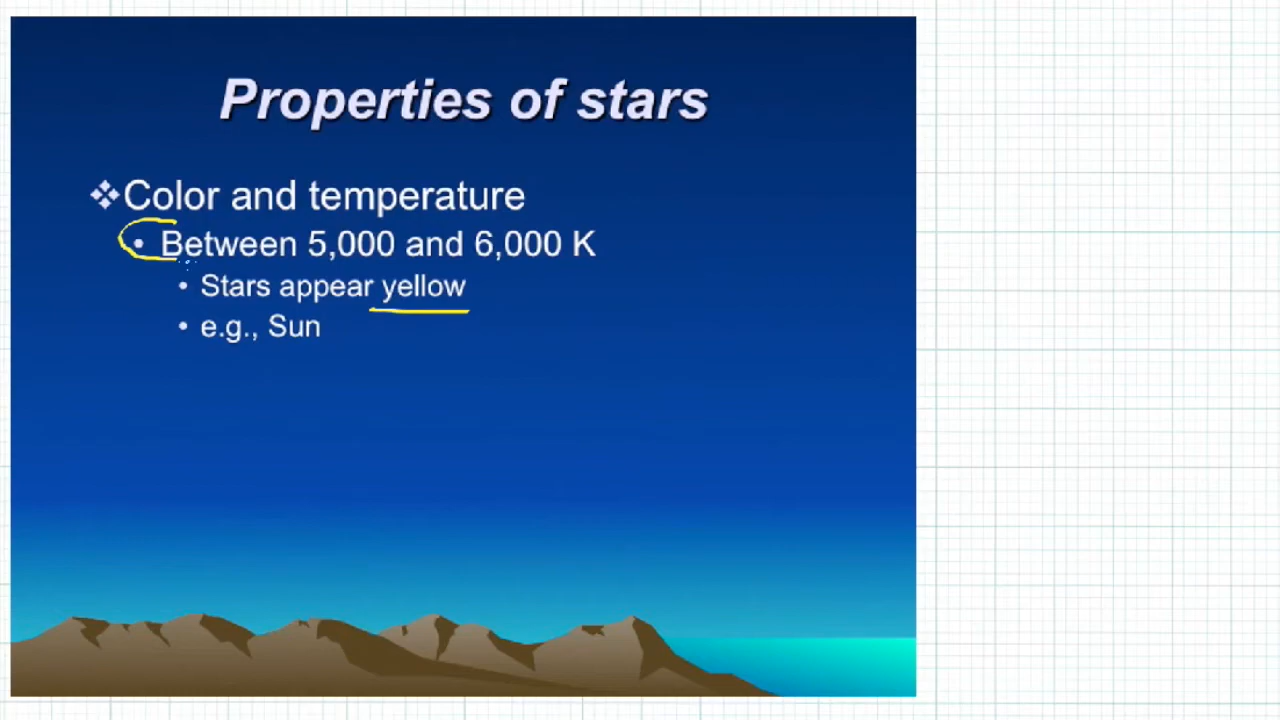 Properties of stars
❖Color and temperature
• Between 5,000 and 6,000 K
• Stars appear yellow
• e.g., Sun